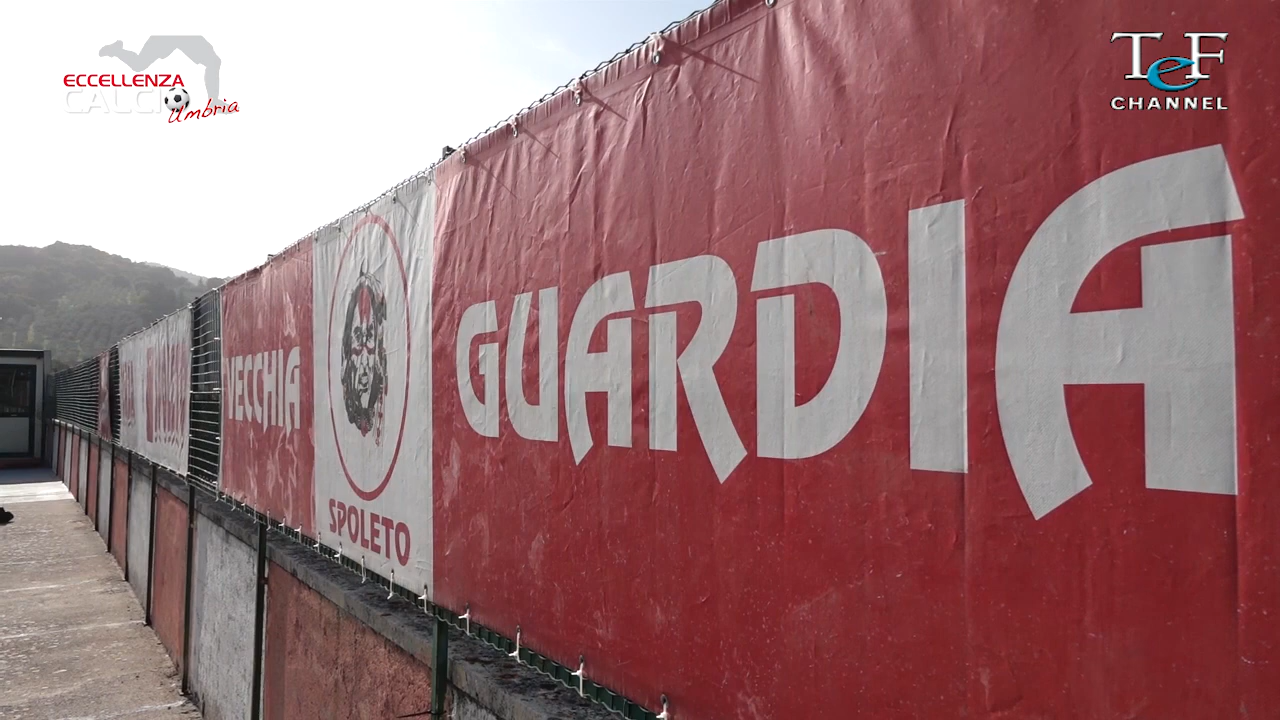 ECCELLENZA
CALCIO
Umbria
TeF
CHANNEL
VECCHIA
SPOLETO
GUARDIA